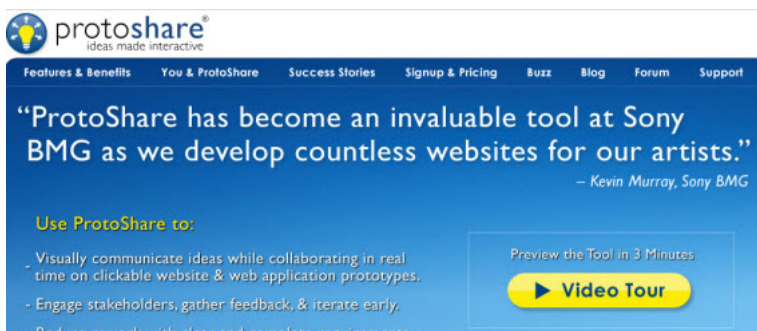 protoshare®
ideas made interactive
Features & Benefits You & ProtoShare Success Stories Signup & Pricing Buzz Blog Forum Support
“ProtoShare has become an invaluable tool at Sony
BMG as we develop countless websites for our artists.”
– Kevin Murray, Sony BMG
Use ProtoShare to:
- Visually communicate ideas while collaborating in real
time on clickable website & web application prototypes.
- Engage stakeholders, gather feedback, & iterate early.
Preview the Tool in 3 Minutes
Video Tour